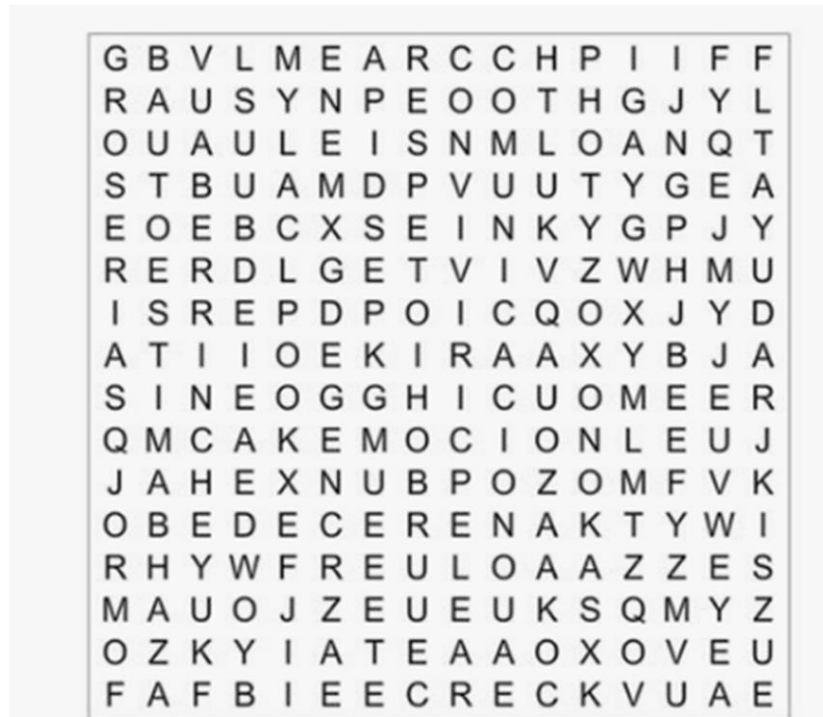 G B V L M E A R C C H P I I F F
R A U S Y N P E O O T H G J Y L
O U A U L E I S N M L O A N Q T
S T B U A M D P V U U T Y G E A
E O E B C X S E I N K Y G P J Y
R E R D L G E T V I V Z W H M U
I S R E P D P O I C Q O X J Y D
A T I I O E K I R A A X Y B J A
S I N E O G G H I C U O M E E R
Q M C A K E M O C I O N L E U J
J A H E X N U B P O Z O M F V K
O B E D E C E R E N A K T Y W I
R H Y W F R E U L O A A Z Z E S
M A U O J Z E U E U K S Q M Y Z
O Z K Y I A T E A A O X O V E U
F A F B I E E C R E C K V U A E